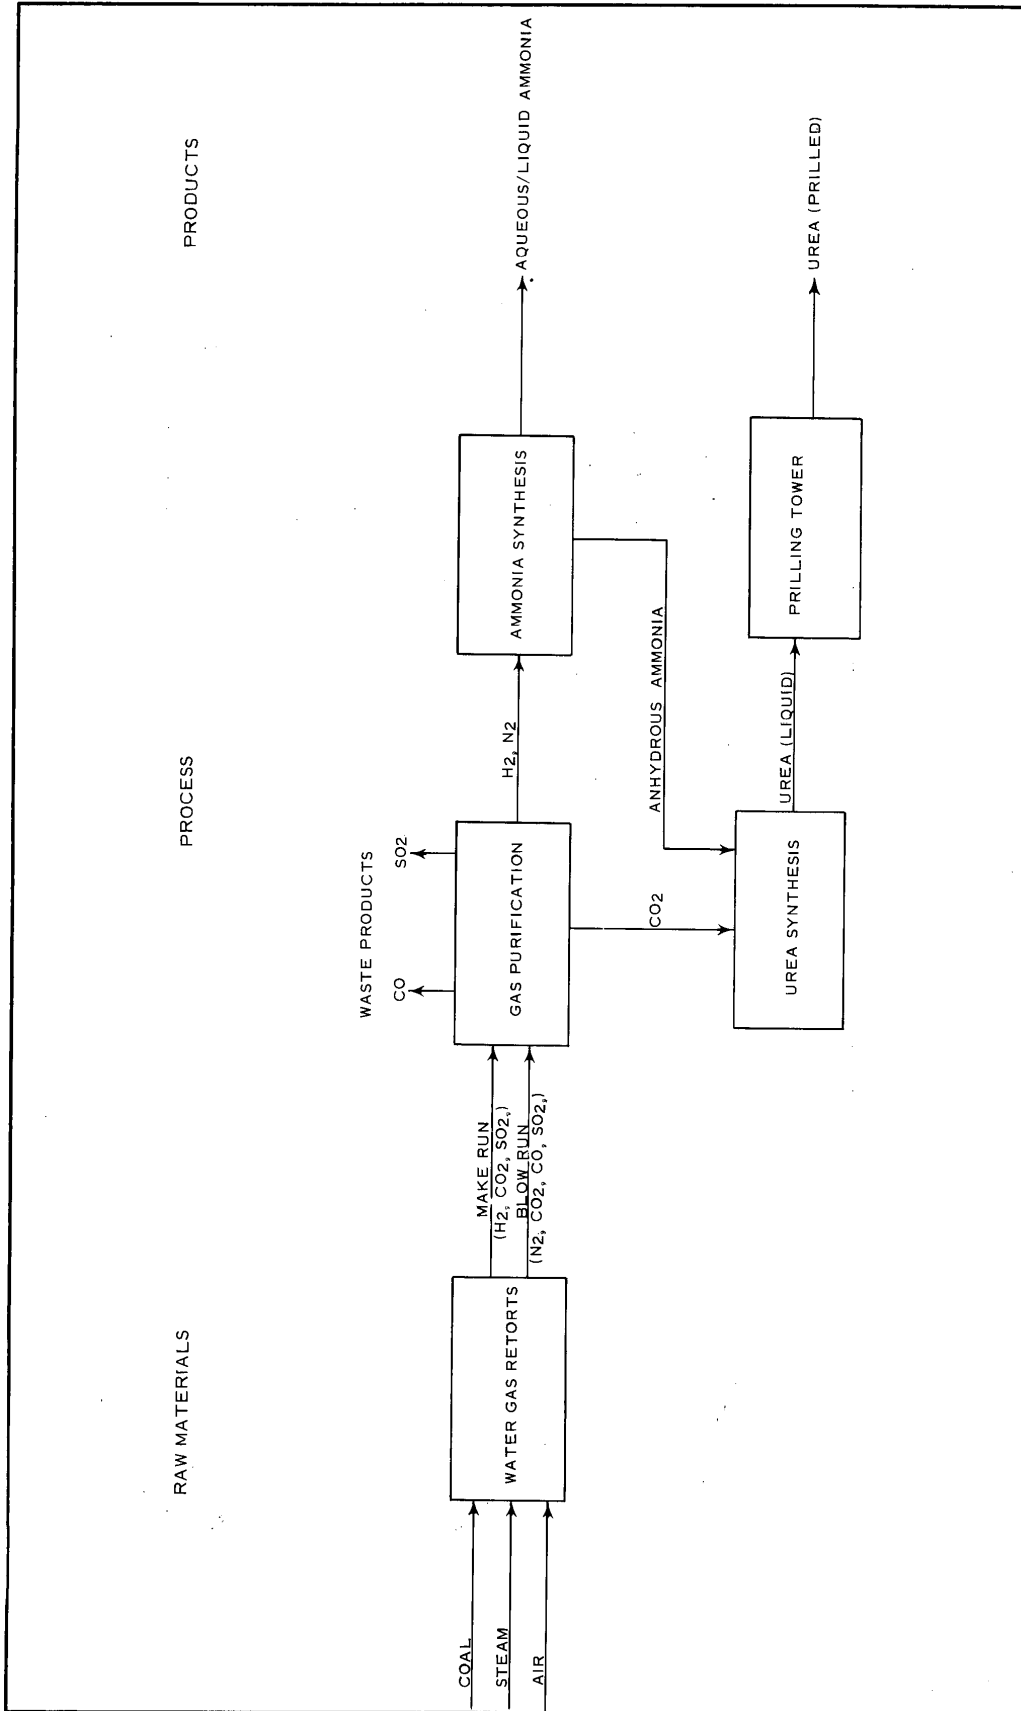 RAW MATERIALS
PROCESS
PRODUCTS
WASTE PRODUCTS
CO
SO2
COAL
STEAM
AIR
WATER GAS RETORTS
MAKE RUN
(H2, CO2, SO2,)
BLOW RUN
(N2, CO2, CO, SO2,)
GAS PURIFICATION
H2, N2
AMMONIA SYNTHESIS
AQUEOUS/LIQUID AMMONIA
CO2
ANHYDROUS AMMONIA
UREA SYNTHESIS
UREA (LIQUID)
PRILLING TOWER
UREA (PRILLED)